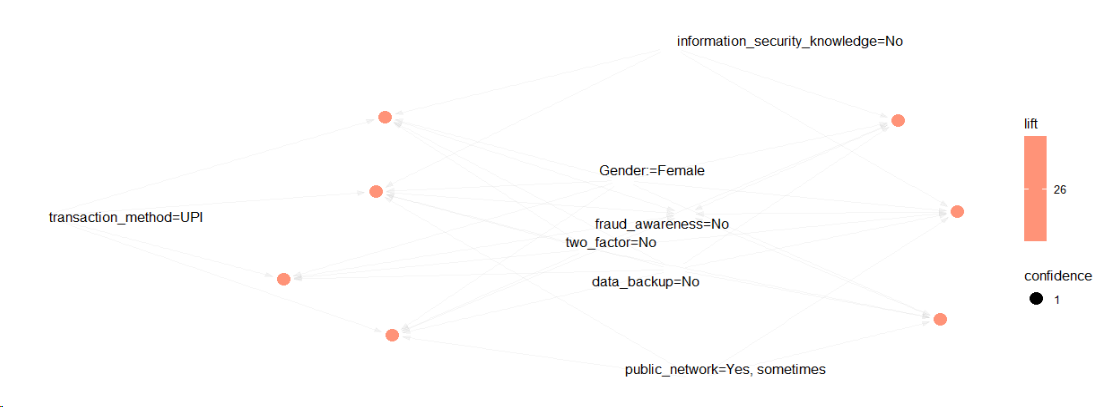 information_security_knowledge=No
lift
Gender:=Female
26
transaction_method=UPI
fraud_awareness=No
two_factor=No
confidence
data_backup=No
1
public_network=Yes, sometimes